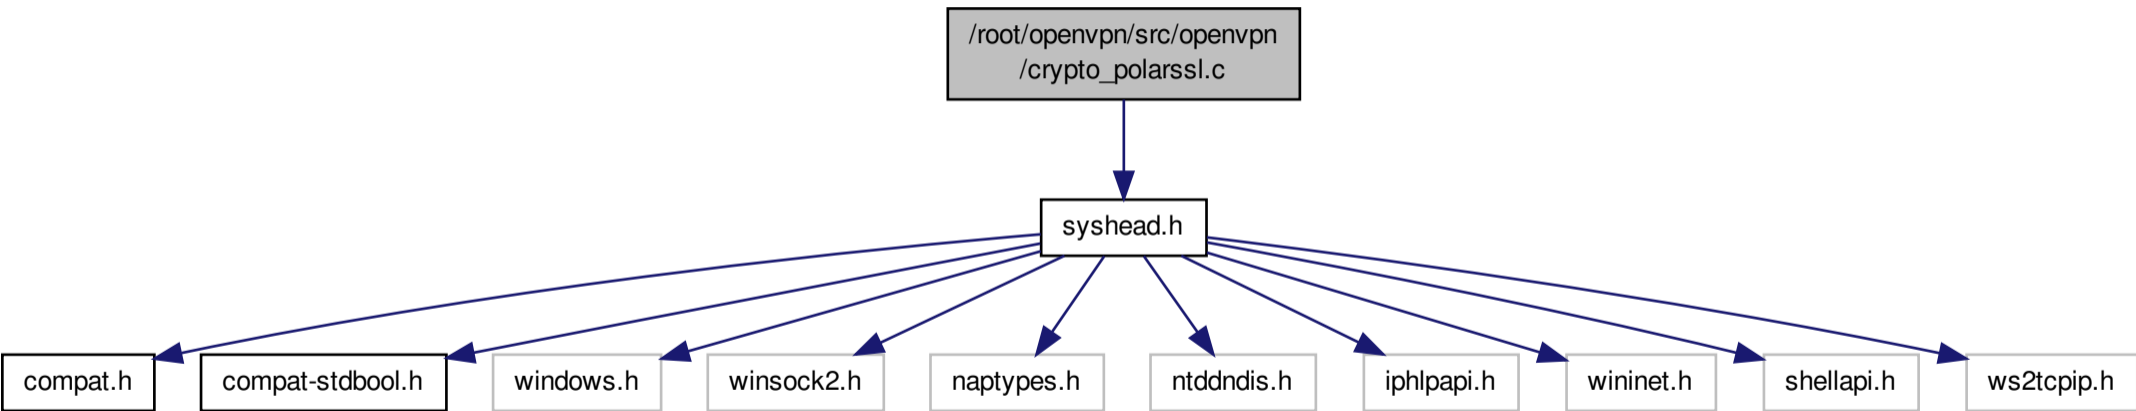 /root/openvpn/src/openvpn
/crypto_polarssl.c
syshead.h
compat.h
compat-stdbool.h
windows.h
winsock2.h
naptypes.h
ntddndis.h
iphlpapi.h
wininet.h
shellapi.h
ws2tcpip.h